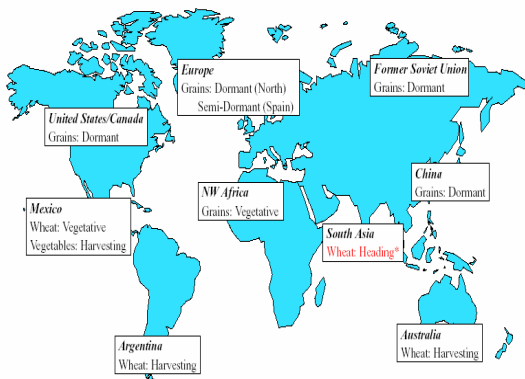 Europe
Grains: Dormant (North)
Semi-Dormant (Spain)
Former Soviet Union
Grains: Dormant
United States/Canada
Grains: Dormant
China
Grains: Dormant
NW Africa
Grains: Vegetative
Mexico
Wheat: Vegetative
Vegetables: Harvesting
South Asia
Wheat: Heading*
Australia
Wheat: Harvesting
Argentina
Wheat: Harvesting